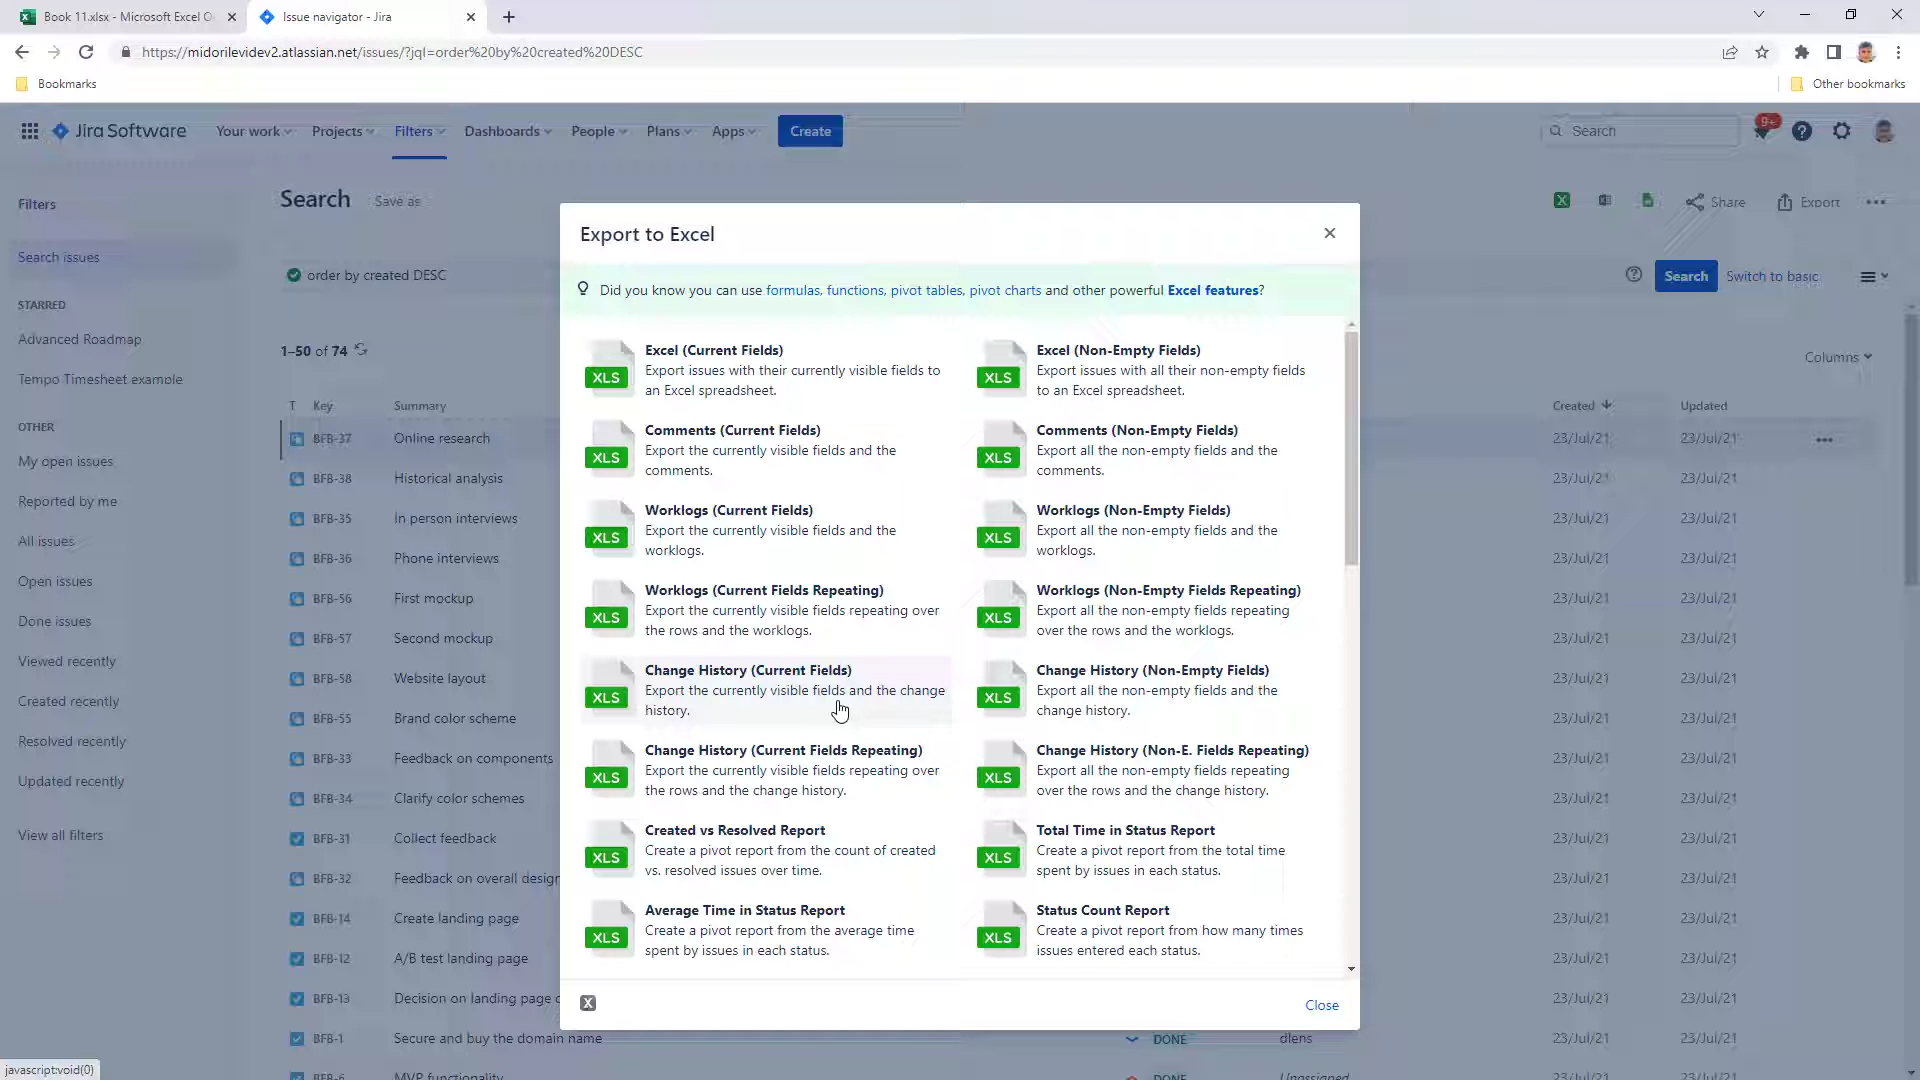 Book 11.xlsx - Microsoft Excel O
Issue navigator - Jira
https://midorilevidev2.atlassian.net/issues/?jql=order%20by%20created%20DESC
Bookmarks
Other bookmarks
Jira Software
Your work
Projects
Filters
Dashboards
People
Plans
Apps
Create
Search
9+
Filters
Search issues
STARRED
Advanced Roadmap
Tempo Timesheet example
OTHER
My open issues
Reported by me
All issues
Open issues
Done issues
Viewed recently
Created recently
Resolved recently
Updated recently
View all filters
Search
Save as
Share
Export
order by created DESC
Search
Switch to basic
1–50 of 74
Columns
T Key Summary
Created
Updated
BFB-37 Online research
23/Jul/21 23/Jul/21
BFB-38 Historical analysis
23/Jul/21 23/Jul/21
BFB-35 In person interviews
23/Jul/21 23/Jul/21
BFB-36 Phone interviews
23/Jul/21 23/Jul/21
BFB-56 First mockup
23/Jul/21 23/Jul/21
BFB-57 Second mockup
23/Jul/21 23/Jul/21
BFB-58 Website layout
23/Jul/21 23/Jul/21
BFB-55 Brand color scheme
23/Jul/21 23/Jul/21
BFB-33 Feedback on components
23/Jul/21 23/Jul/21
BFB-34 Clarify color schemes
23/Jul/21 23/Jul/21
BFB-31 Collect feedback
23/Jul/21 23/Jul/21
BFB-32 Feedback on overall design
23/Jul/21 23/Jul/21
BFB-14 Create landing page
23/Jul/21 23/Jul/21
BFB-12 A/B test landing page
23/Jul/21 23/Jul/21
BFB-13 Decision on landing page
23/Jul/21 23/Jul/21
BFB-1 Secure and buy the domain name
DONE dlens
23/Jul/21 23/Jul/21
BFB-6 MVP functionality
DONE Unassigned
23/Jul/21 23/Jul/21
Export to Excel
Did you know you can use formulas, functions, pivot tables, pivot charts and other powerful Excel features?
XLS
Excel (Current Fields)
Export issues with their currently visible fields to
an Excel spreadsheet.
XLS
Excel (Non-Empty Fields)
Export issues with all their non-empty fields
to an Excel spreadsheet.
XLS
Comments (Current Fields)
Export the currently visible fields and the
comments.
XLS
Comments (Non-Empty Fields)
Export all the non-empty fields and the
comments.
XLS
Worklogs (Current Fields)
Export the currently visible fields and the
worklogs.
XLS
Worklogs (Non-Empty Fields)
Export all the non-empty fields and the
worklogs.
XLS
Worklogs (Current Fields Repeating)
Export the currently visible fields repeating over
the rows and the worklogs.
XLS
Worklogs (Non-Empty Fields Repeating)
Export all the non-empty fields repeating
over the rows and the worklogs.
XLS
Change History (Current Fields)
Export the currently visible fields and the change
history.
XLS
Change History (Non-Empty Fields)
Export all the non-empty fields and the
change history.
XLS
Change History (Current Fields Repeating)
Export the currently visible fields repeating over
the rows and the change history.
XLS
Change History (Non-E. Fields Repeating)
Export all the non-empty fields repeating
over the rows and the change history.
XLS
Created vs Resolved Report
Create a pivot report from the count of created
vs. resolved issues over time.
XLS
Total Time in Status Report
Create a pivot report from the total time
spent by issues in each status.
XLS
Average Time in Status Report
Create a pivot report from the average time
spent by issues in each status.
XLS
Status Count Report
Create a pivot report from how many times
issues entered each status.
Close
javascript:void(0)